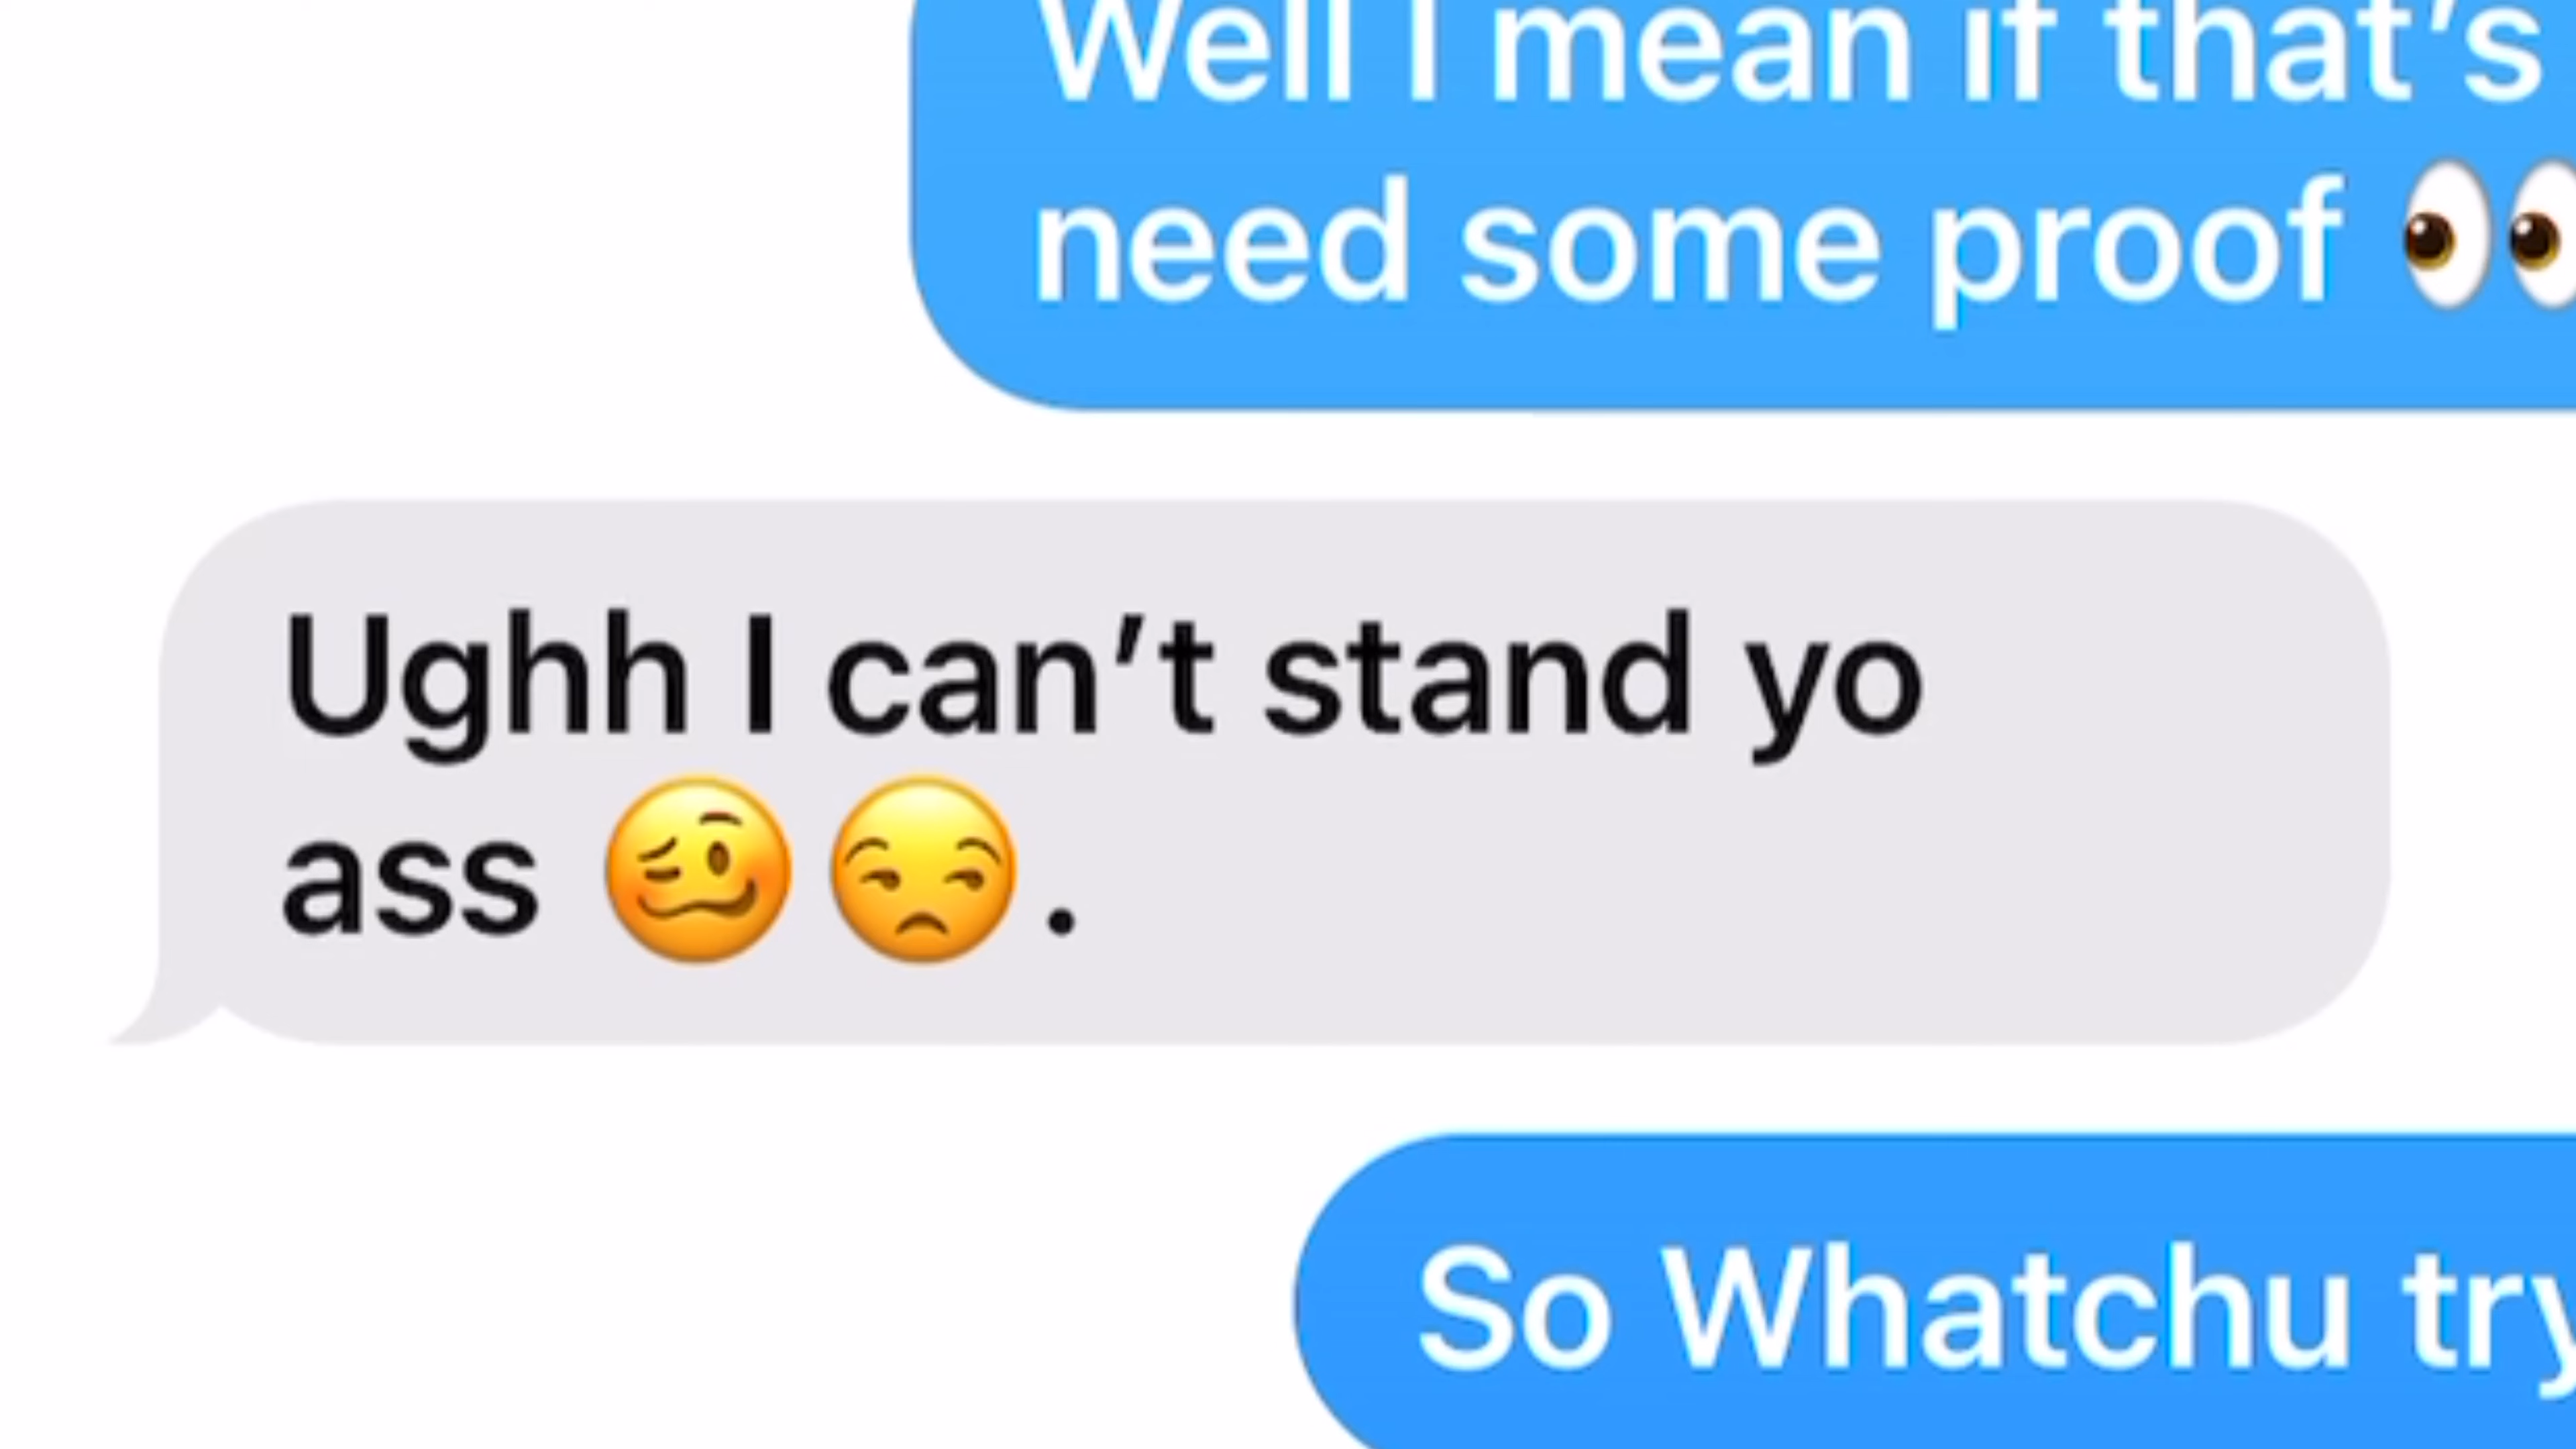 Well I mean if that's
need some proof 👀
Ughh I can't stand yo
ass 🥴😒.
So Whatchu try